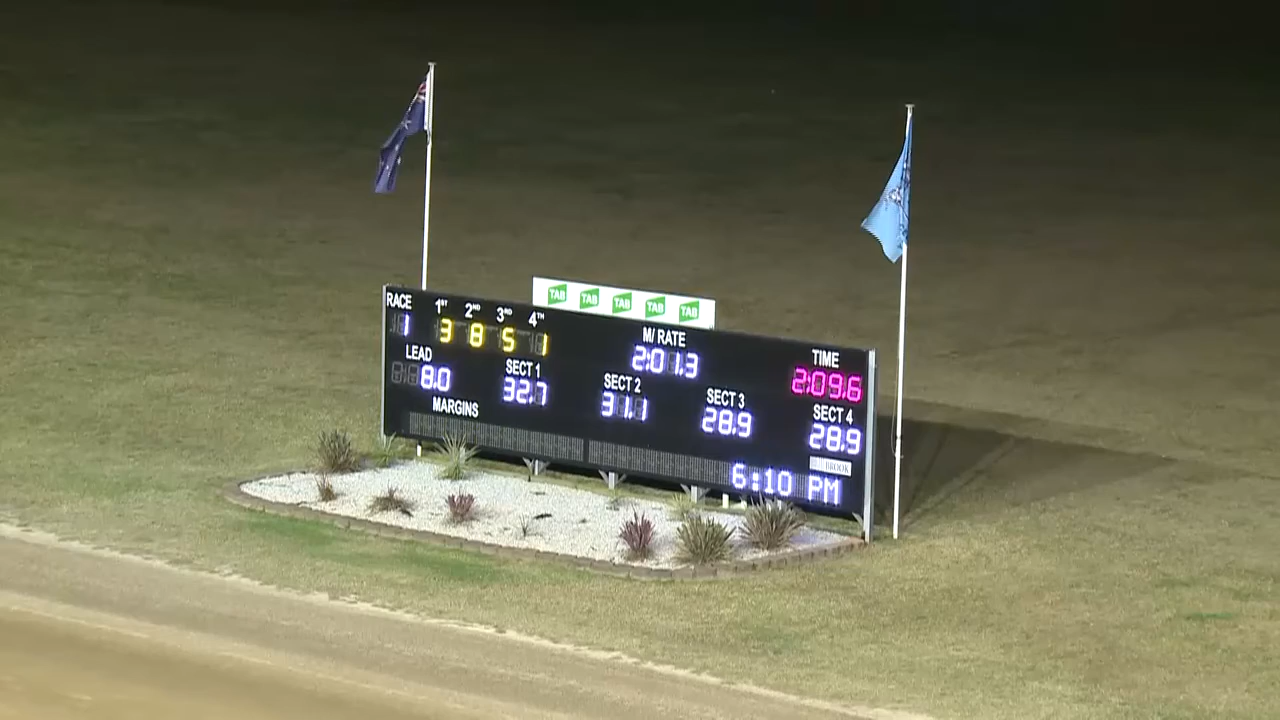 TAB TAB TAB TAB TAB
RACE 1ST 2ND 3RD 4TH
1 3 8 5 1
M/RATE
2:01.3
TIME
2:09.6
LEAD
8.0
SECT 1
32.7
SECT 2
31.1
SECT 3
28.9
SECT 4
28.9
MARGINS
BROOK
6:10 PM